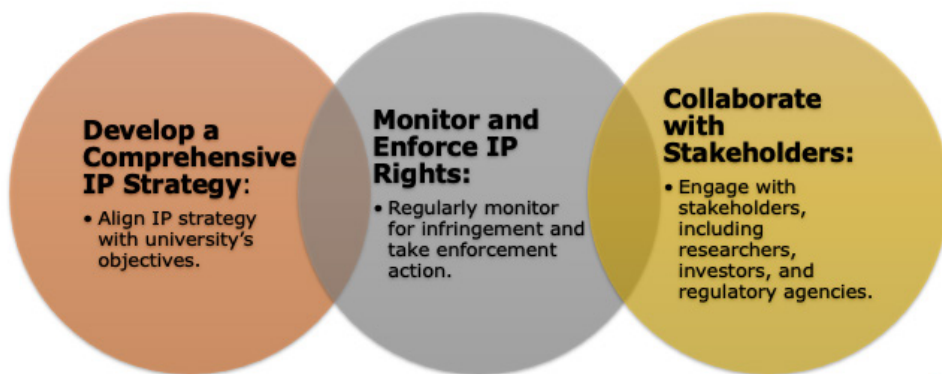 Develop a
Comprehensive
IP Strategy:
• Align IP strategy
with university’s
objectives.
Monitor and
Enforce IP
Rights:
• Regularly monitor
for infringement and
take enforcement
action.
Collaborate
with
Stakeholders:
• Engage with
stakeholders,
including
researchers,
investors, and
regulatory agencies.